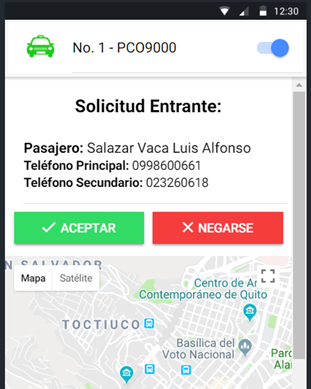 12:30
No. 1 - PCO9000
Solicitud Entrante:
Pasajero: Salazar Vaca Luis Alfonso
Teléfono Principal: 0998600661
Teléfono Secundario: 023260618
ACEPTAR
NEGARSE
N SALVADOR
Mapa
Satélite
Centro de Ar
Contemporáneo de Quito
TOCTIUCO
Basílica del
Voto Nacional
Parc
Al